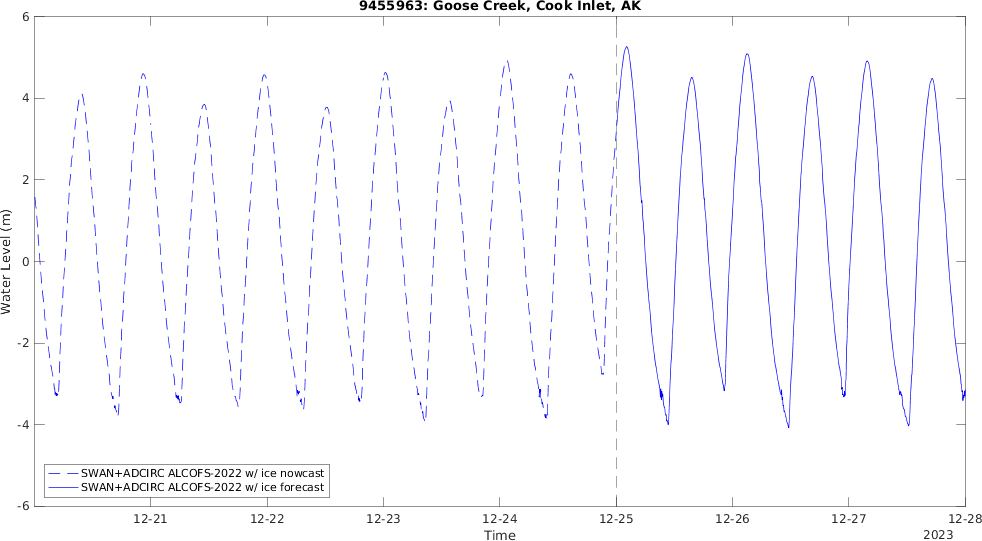 9455963: Goose Creek, Cook Inlet, AK
6
4
2
0
-2
-4
-6
Water Level (m)
SWAN+ADCIRC ALCOFS-2022 w/ ice nowcast
SWAN+ADCIRC ALCOFS-2022 w/ ice forecast
12-21 12-22 12-23 12-24 12-25 12-26 12-27 12-28
Time
2023